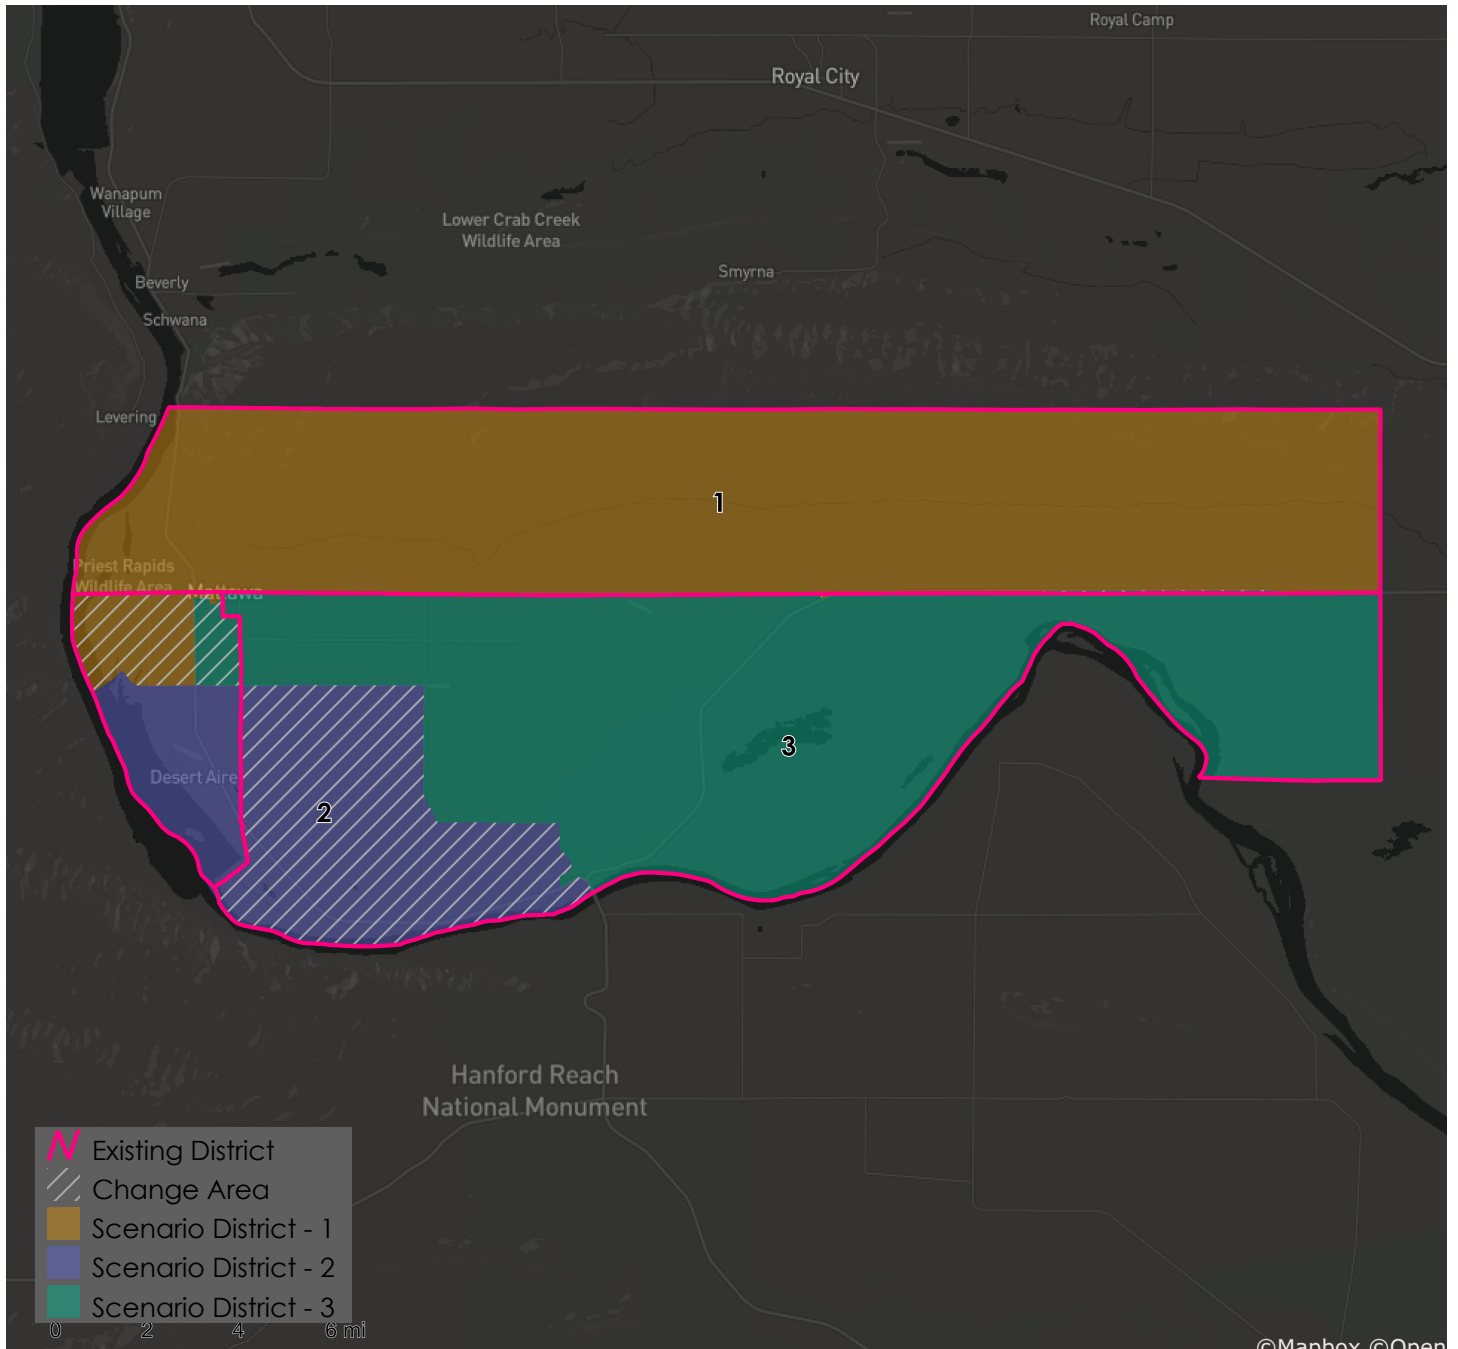 Royal Camp
Royal City
Wanapum
Village
Lower Crab Creek
Wildlife Area
Smyrna
Beverly
Schwana
Levering
1
Priest Rapids
Wildlife Area
Mattawa
3
Desert Aire
2
Hanford Reach
National Monument
Existing District
Change Area
Scenario District - 1
Scenario District - 2
Scenario District - 3
0 2 4 6 mi
©Mapbox ©Open